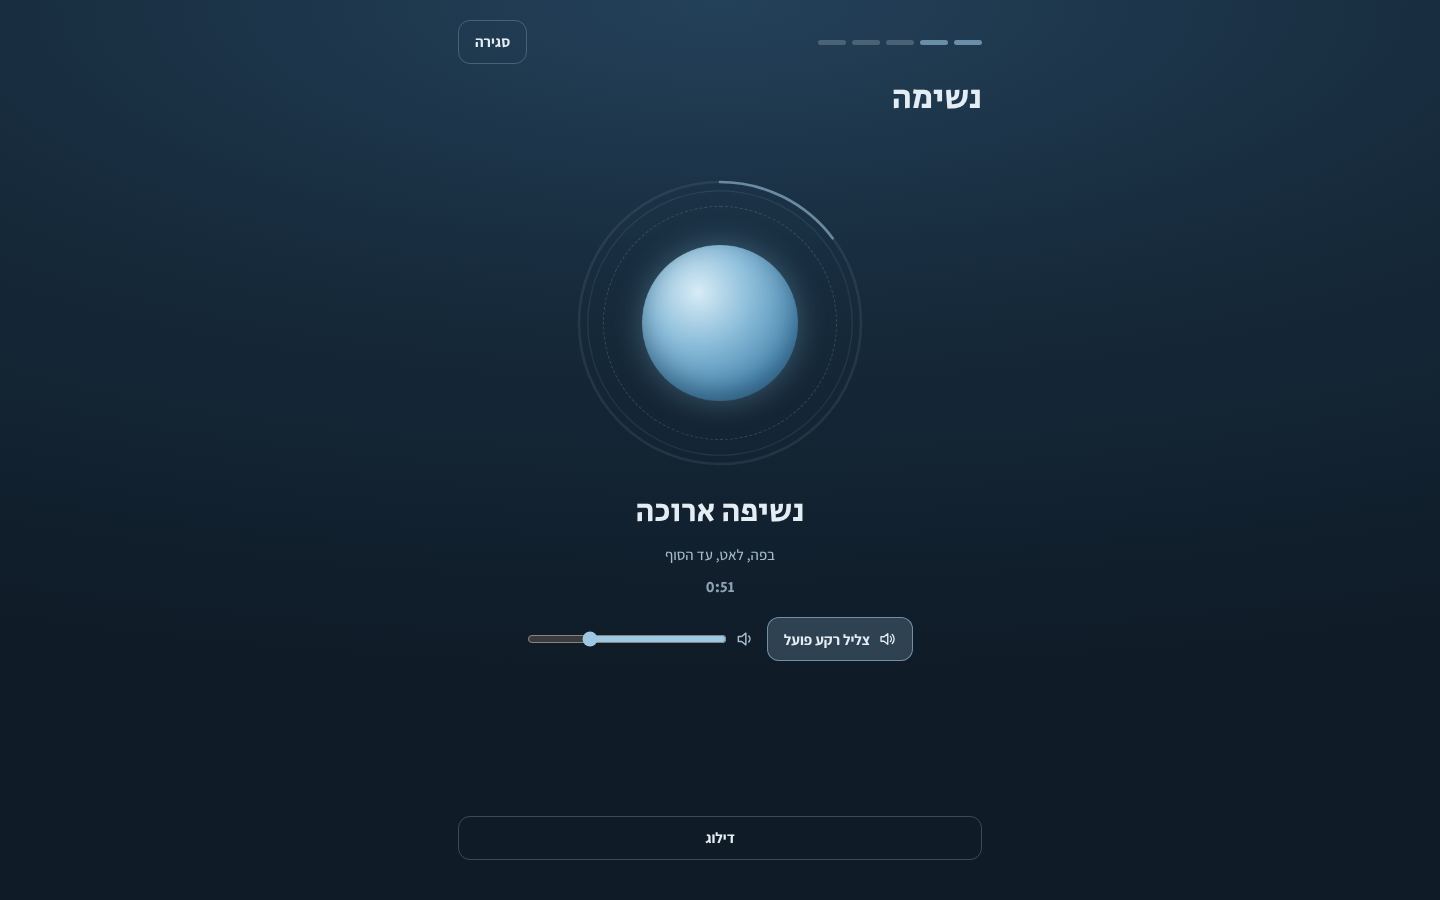 סגירה
נשימה
נשיפה ארוכה
בפה, לאט, עד הסוף
0:51
צליל רקע פועל
דילוג